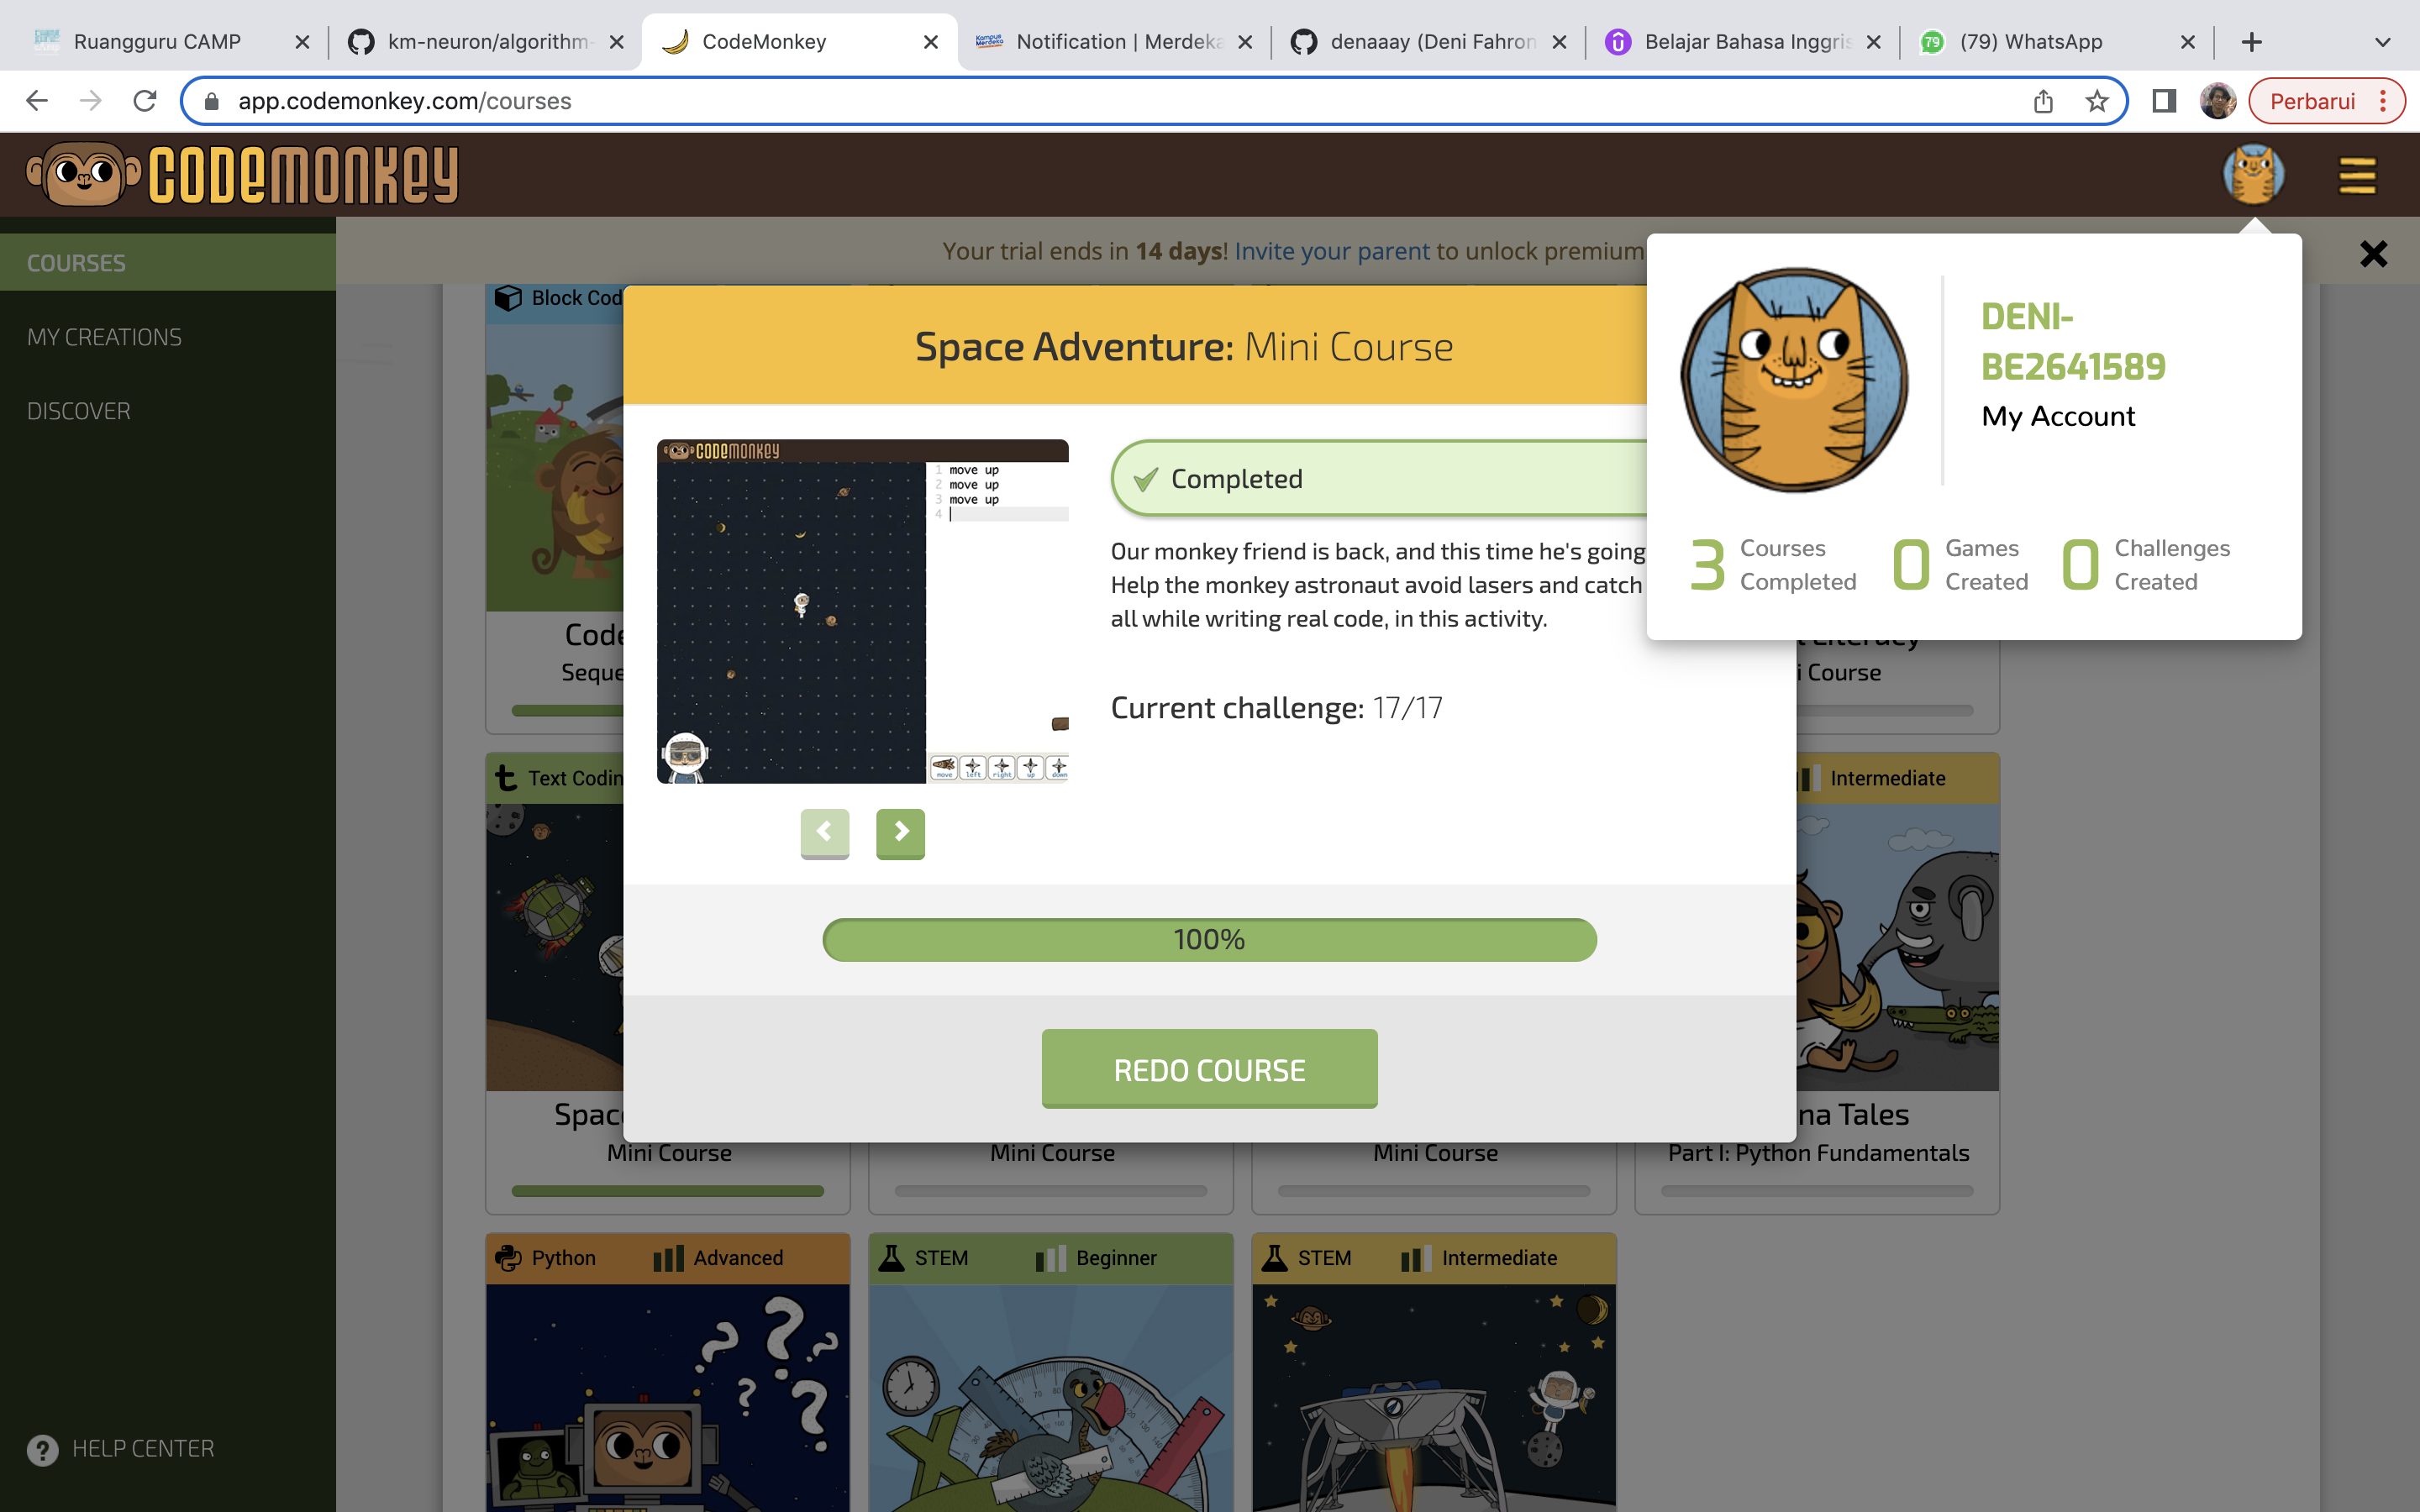 Ruangguru CAMP
km-neuron/algorithm-
CodeMonkey
Kampus Merdeka
Notification | Merdeka
denaaay (Deni Fahron
Belajar Bahasa Inggris
79
(79) WhatsApp
app.codemonkey.com/courses
Perbarui
CODEMONKEY
COURSES
MY CREATIONS
DISCOVER
HELP CENTER
Your trial ends in 14 days! Invite your parent to unlock premium
DENI-
BE2641589
My Account
3 Courses Completed
0 Games Created
0 Challenges Created
Block Cod
Space Adventure: Mini Course
CODEMONKEY
1 move up
2 move up
3 move up
4
move left right up down
Completed
Our monkey friend is back, and this time he's going
Help the monkey astronaut avoid lasers and catch
all while writing real code, in this activity.
Current challenge: 17/17
100%
REDO COURSE
Code
Seque
t Literacy
i Course
Text Codin
Intermediate
Spac
Mini Course
Mini Course
Mini Course
na Tales
Part I: Python Fundamentals
Python
Advanced
STEM
Beginner
STEM
Intermediate